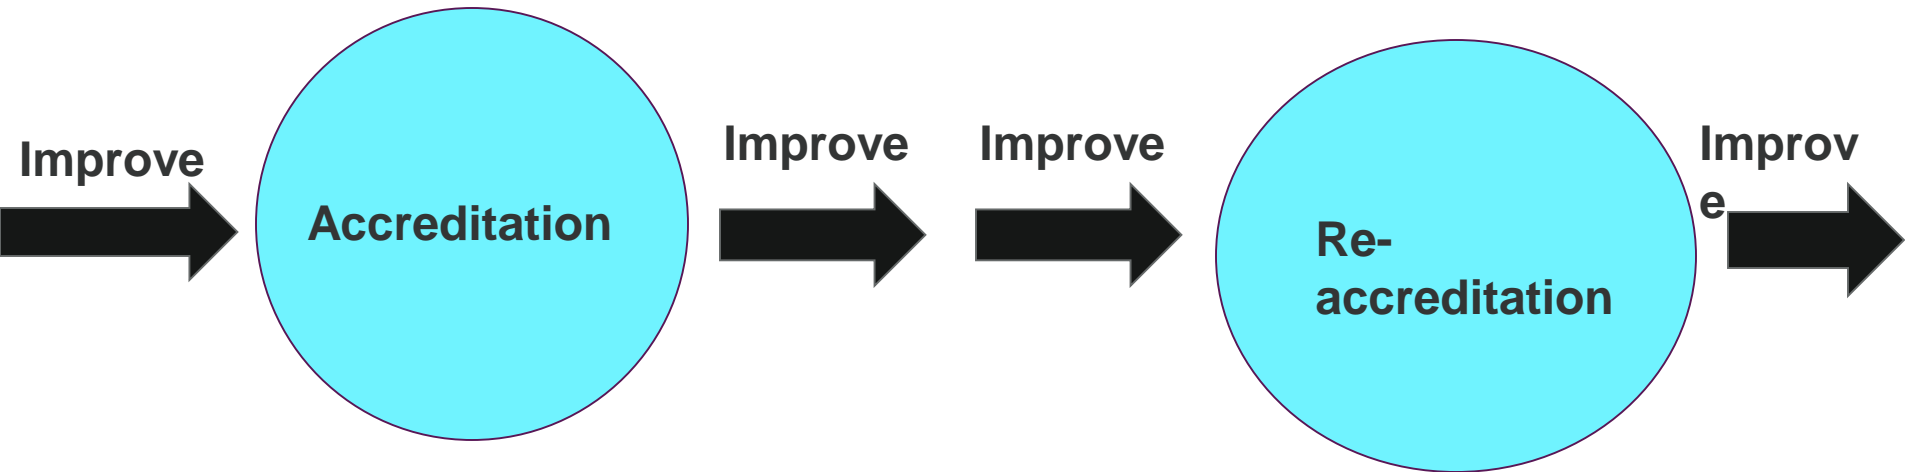 Improve
Accreditation
Improve
Improve
Re-
accreditation
Improv
e